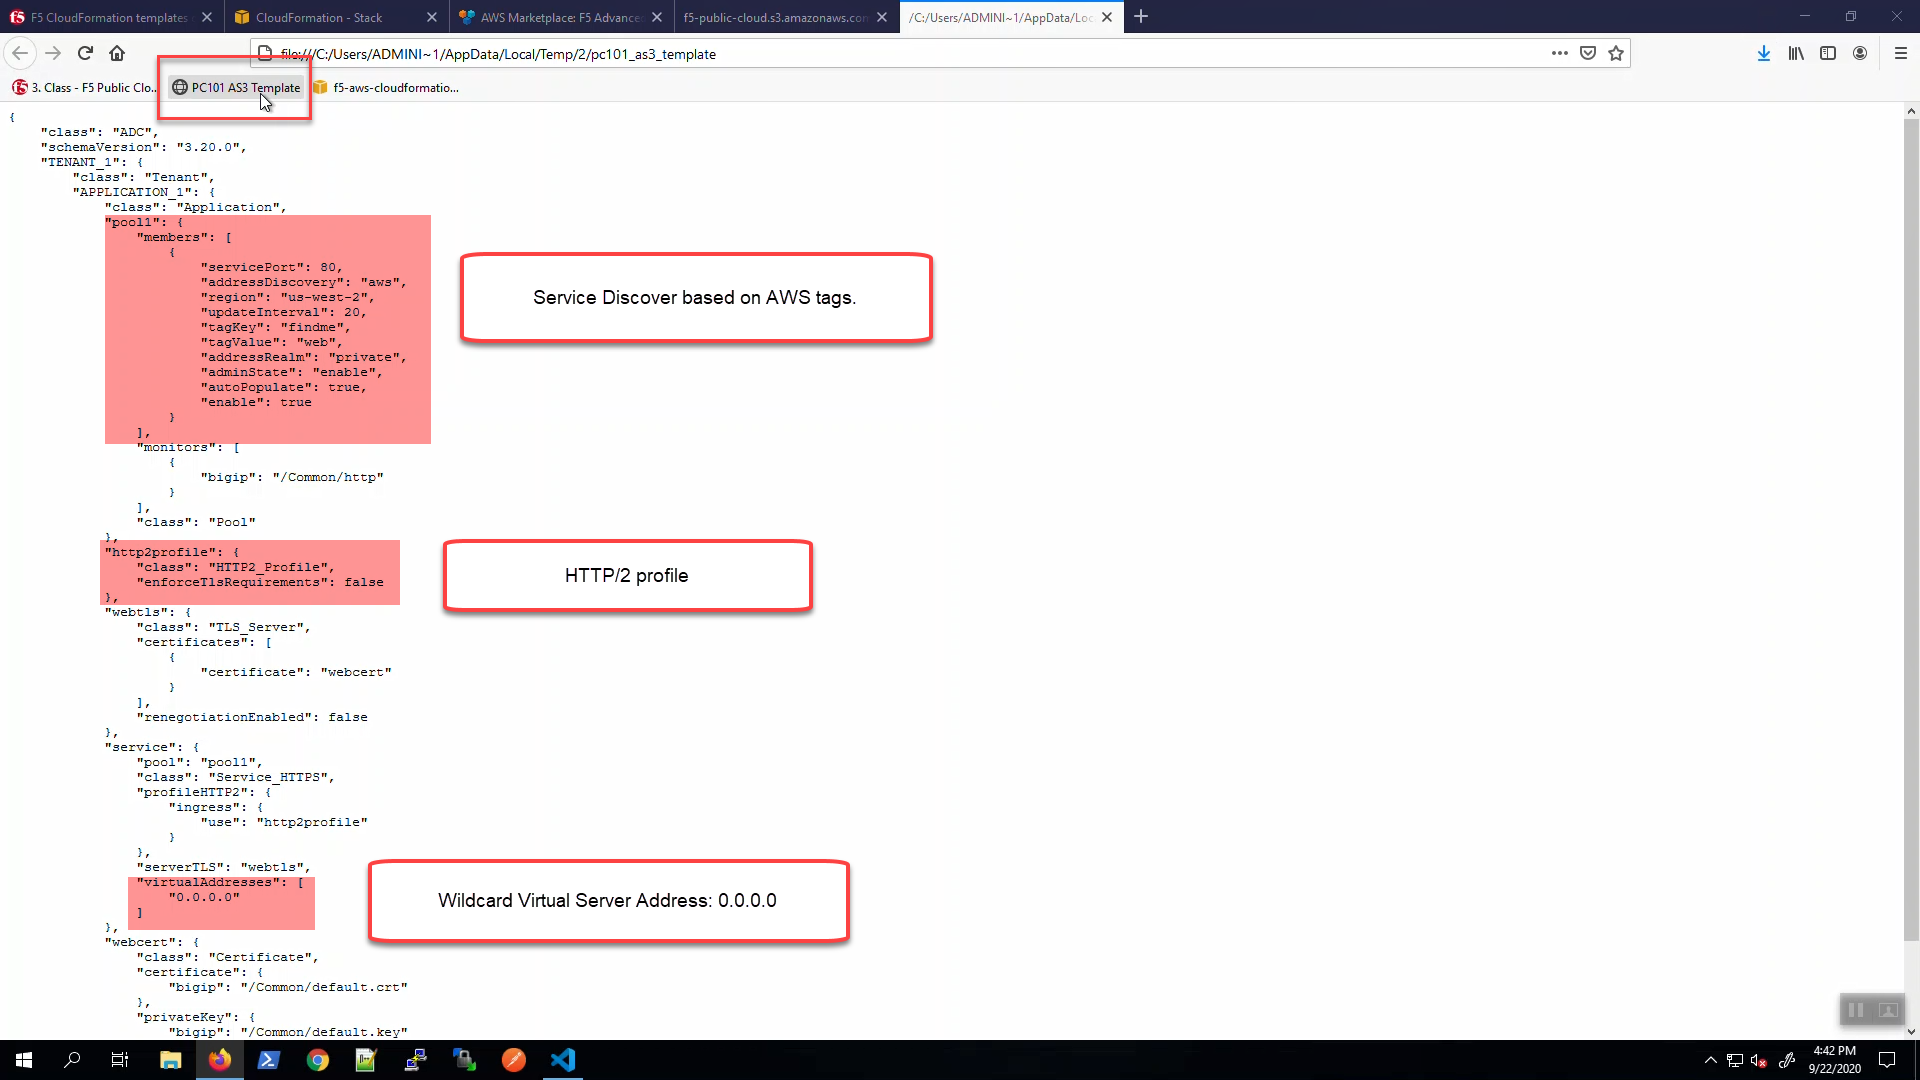 F5 CloudFormation templates
CloudFormation - Stack
AWS Marketplace: F5 Advance
f5-public-cloud.s3.amazonaws.com
/C:/Users/ADMINI~1/AppData/Loc
file:///C:/Users/ADMINI~1/AppData/Local/Temp/2/pc101_as3_template
3. Class - F5 Public Clo...
PC101 AS3 Template
f5-aws-cloudformatio...
{
"class": "ADC",
"schemaVersion": "3.20.0",
"TENANT_1": {
"class": "Tenant",
"APPLICATION_1": {
"class": "Application",
"pool1": {
"members": [
{
"servicePort": 80,
"addressDiscovery": "aws",
"region": "us-west-2",
"updateInterval": 20,
"tagKey": "findme",
"tagValue": "web",
"addressRealm": "private",
"adminState": "enable",
"autoPopulate": true,
"enable": true
}
],
"monitors": [
{
"bigip": "/Common/http"
}
],
"class": "Pool"
},
"http2profile": {
"class": "HTTP2_Profile",
"enforceTlsRequirements": false
},
"webtls": {
"class": "TLS_Server",
"certificates": [
{
"certificate": "webcert"
}
],
"renegotiationEnabled": false
},
"service": {
"pool": "pool1",
"class": "Service_HTTPS",
"profileHTTP2": {
"ingress": {
"use": "http2profile"
}
},
"serverTLS": "webtls",
"virtualAddresses": [
"0.0.0.0"
]
},
"webcert": {
"class": "Certificate",
"certificate": {
"bigip": "/Common/default.crt"
},
"privateKey": {
"bigip": "/Common/default.key"
Service Discover based on AWS tags.
HTTP/2 profile
Wildcard Virtual Server Address: 0.0.0.0
4:42 PM
9/22/2020